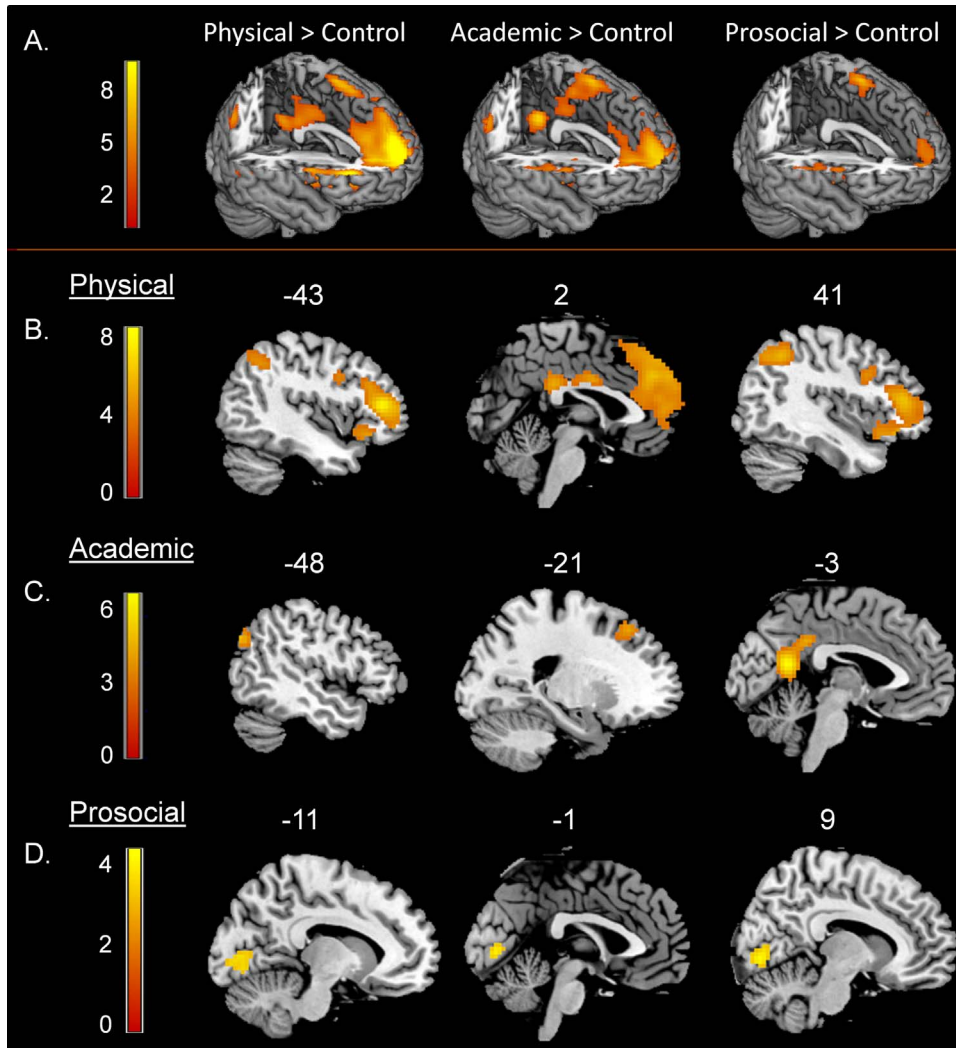 A.
Physical > Control
Academic > Control
Prosocial > Control
8
5
2
Physical
B.
-43
2
41
8
4
0
Academic
C.
-48
-21
-3
6
3
0
Prosocial
D.
-11
-1
9
4
2
0